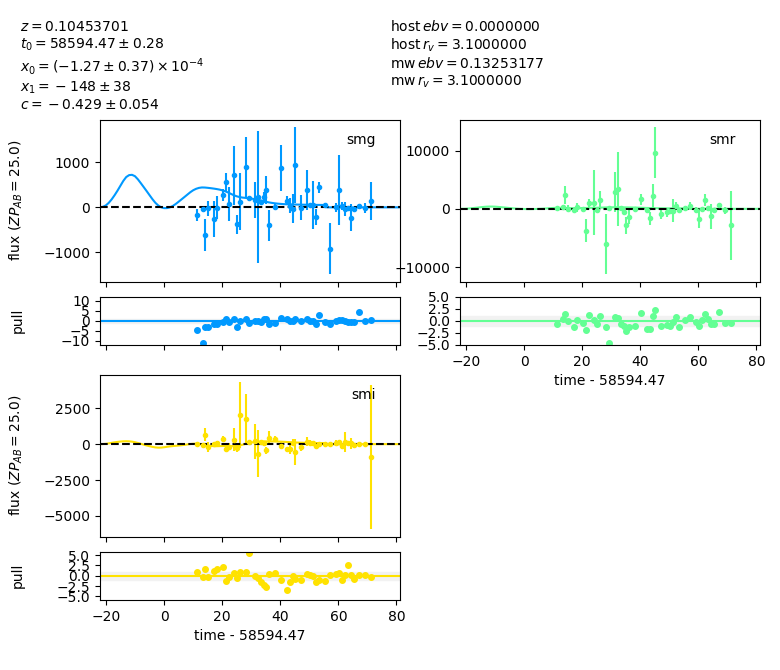 z = 0.10453701
t₀ = 58594.47 ± 0.28
x₀ = (−1.27 ± 0.37) × 10⁻⁴
x₁ = −148 ± 38
c = −0.429 ± 0.054
host ebv = 0.0000000
host r_v = 3.1000000
mw ebv = 0.13253177
mw r_v = 3.1000000
smg
flux (ZP_AB = 25.0)
1000
0
−1000
smr
10000
0
−10000
pull
10
5
0
−5
−10
5.0
2.5
0.0
−2.5
−5.0
−20 0 20 40 60 80
time - 58594.47
smi
flux (ZP_AB = 25.0)
2500
0
−2500
−5000
pull
5.0
2.5
0.0
−2.5
−5.0
−20 0 20 40 60 80
time - 58594.47